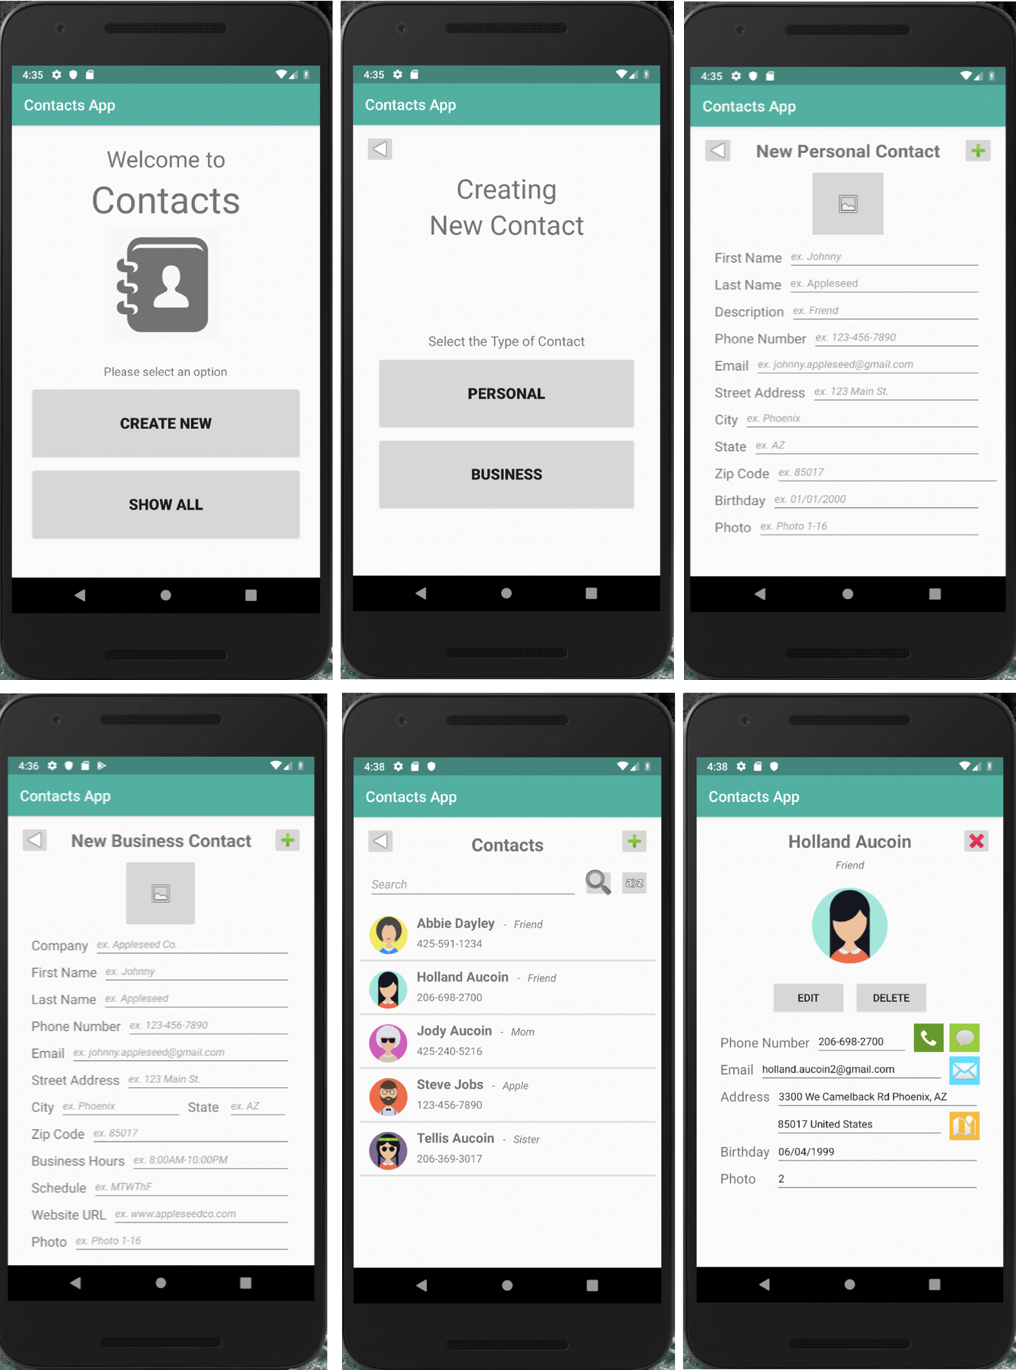 4:35
Contacts App
Welcome to
Contacts
Please select an option
CREATE NEW
SHOW ALL
4:35
Contacts App
Creating
New Contact
Select the Type of Contact
PERSONAL
BUSINESS
4:35
Contacts App
New Personal Contact
First Name ex. Johnny
Last Name ex. Appleseed
Description ex. Friend
Phone Number ex. 123-456-7890
Email ex. johnny.appleseed@gmail.com
Street Address ex. 123 Main St.
City ex. Phoenix
State ex. AZ
Zip Code ex. 85017
Birthday ex. 01/01/2000
Photo ex. Photo 1-16
4:36
Contacts App
New Business Contact
Company ex. Appleseed Co.
First Name ex. Johnny
Last Name ex. Appleseed
Phone Number ex. 123-456-7890
Email ex. johnny.appleseed@gmail.com
Street Address ex. 123 Main St.
City ex. Phoenix State ex. AZ
Zip Code ex. 85017
Business Hours ex. 8:00AM-10:00PM
Schedule ex. MTWThF
Website URL ex. www.appleseedco.com
Photo ex. Photo 1-16
4:38
Contacts App
Contacts
Search
Abbie Dayley - Friend
425-591-1234
Holland Aucoin - Friend
206-698-2700
Jody Aucoin - Mom
425-240-5216
Steve Jobs - Apple
123-456-7890
Tellis Aucoin - Sister
206-369-3017
4:38
Contacts App
Holland Aucoin
Friend
EDIT DELETE
Phone Number 206-698-2700
Email holland.aucoin2@gmail.com
Address 3300 We Camelback Rd Phoenix, AZ
85017 United States
Birthday 06/04/1999
Photo 2